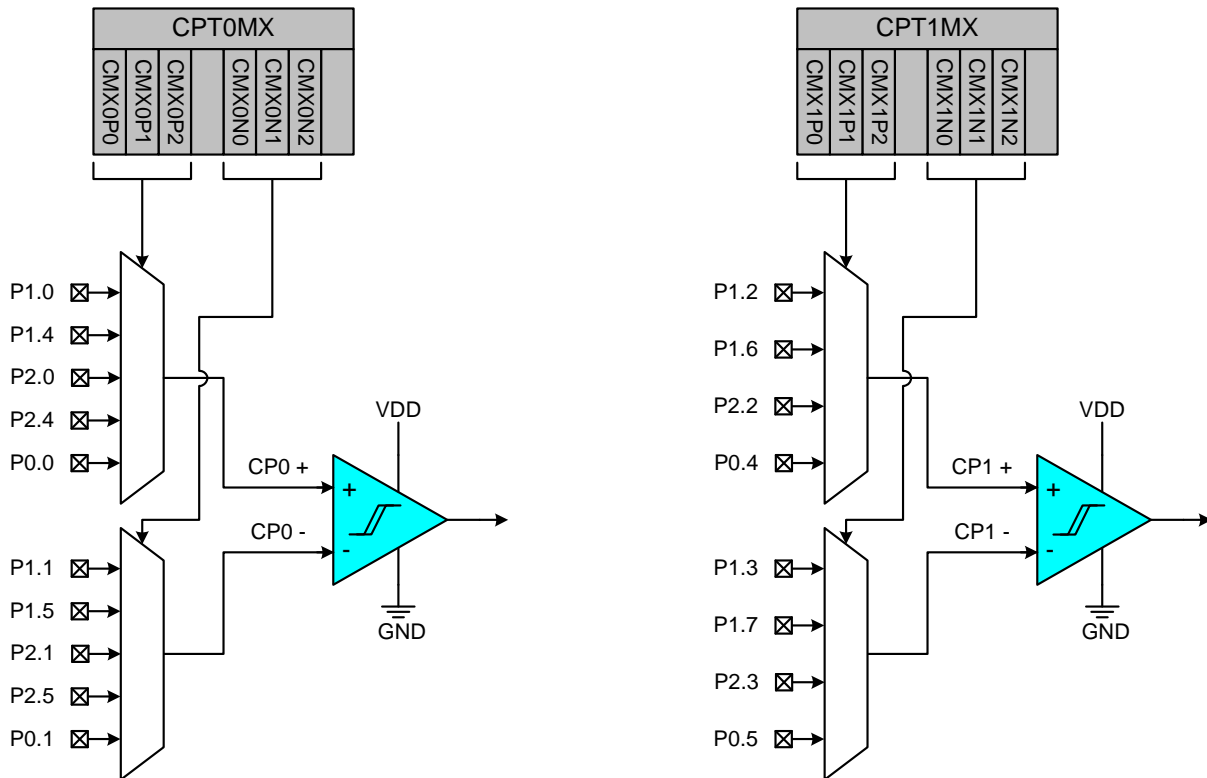 CPT0MX
CMX0P0
CMX0P1
CMX0P2
CMX0N0
CMX0N1
CMX0N2
P1.0
P1.4
P2.0
P2.4
P0.0
P1.1
P1.5
P2.1
P2.5
P0.1
VDD
CP0 +
+
CP0 -
-
GND
CPT1MX
CMX1P0
CMX1P1
CMX1P2
CMX1N0
CMX1N1
CMX1N2
P1.2
P1.6
P2.2
P0.4
P1.3
P1.7
P2.3
P0.5
VDD
CP1 +
+
CP1 -
-
GND